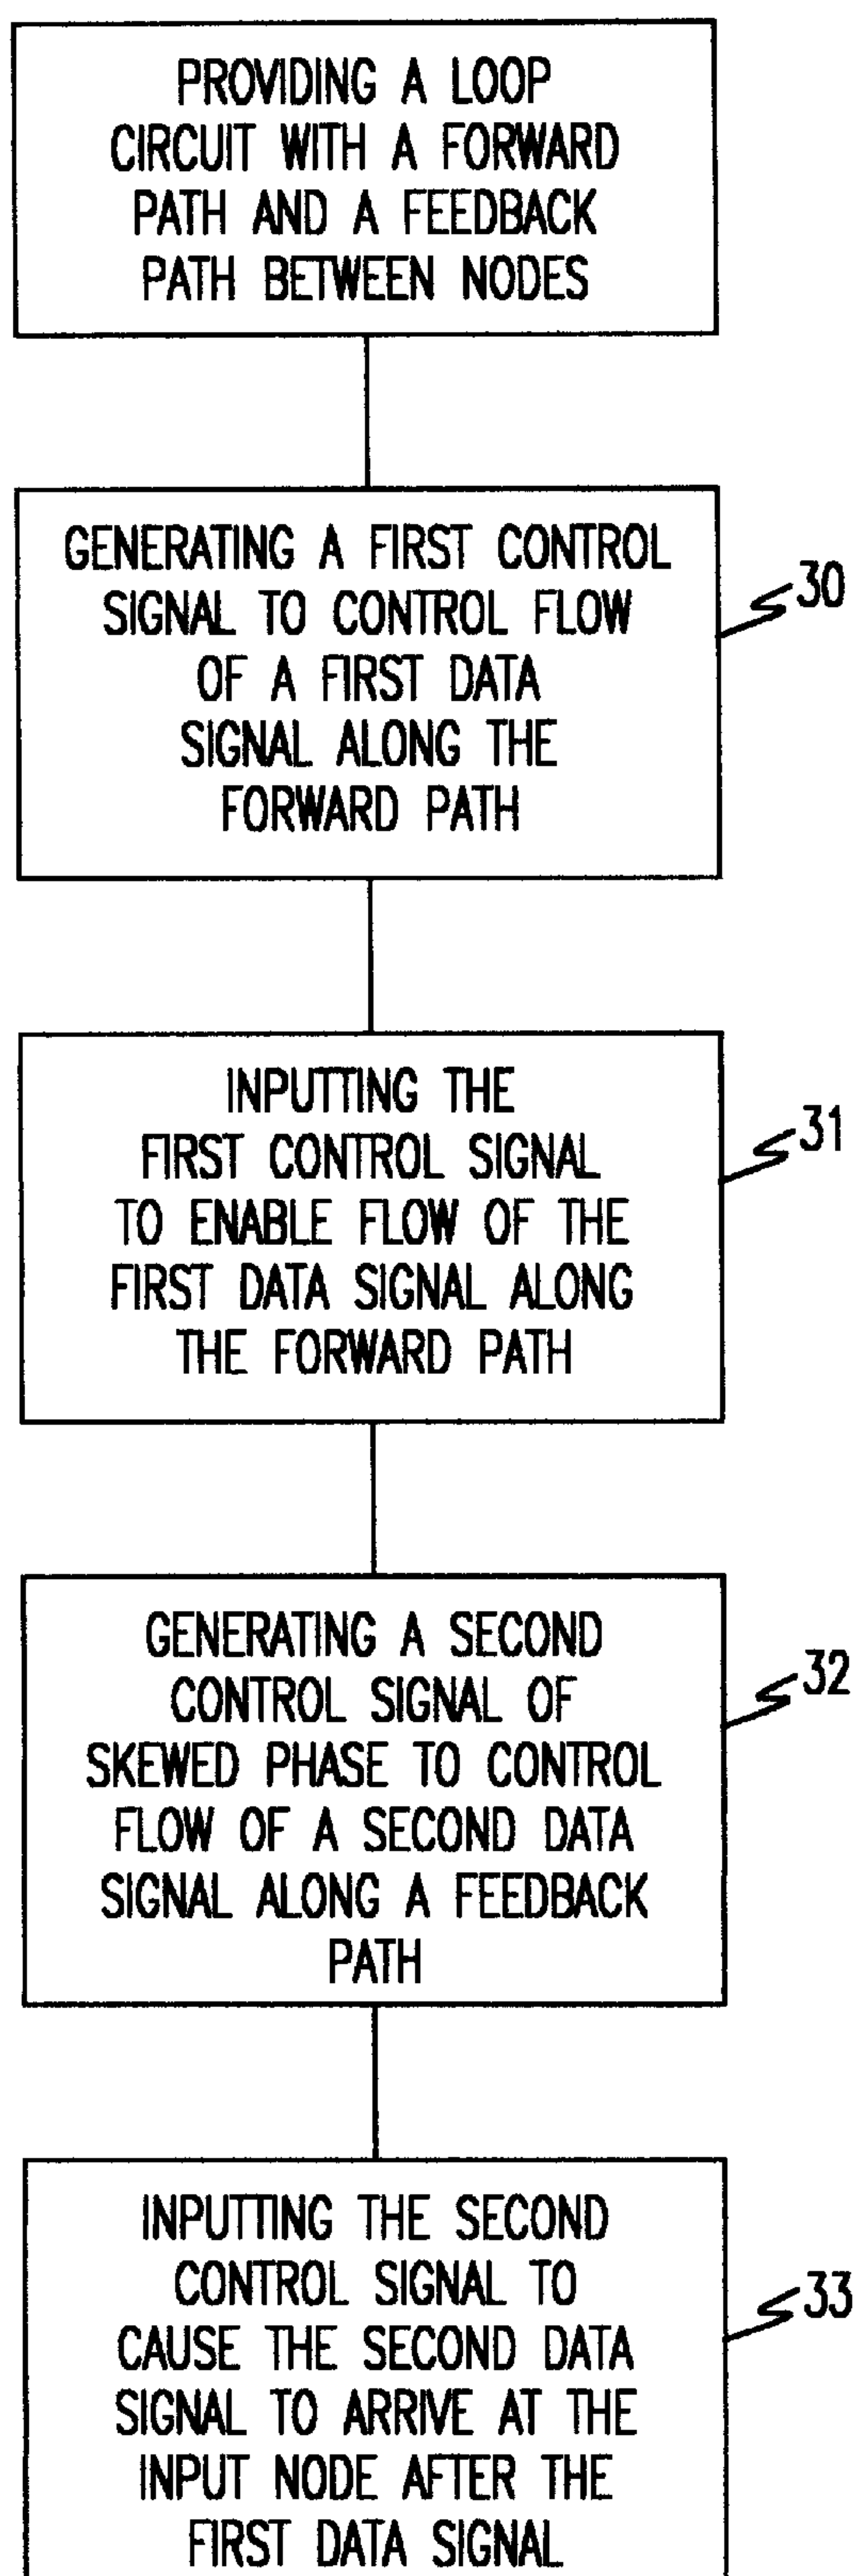 PROVIDING A LOOP
CIRCUIT WITH A FORWARD
PATH AND A FEEDBACK
PATH BETWEEN NODES
GENERATING A FIRST CONTROL
SIGNAL TO CONTROL FLOW
OF A FIRST DATA
SIGNAL ALONG THE
FORWARD PATH
30
INPUTTING THE
FIRST CONTROL SIGNAL
TO ENABLE FLOW OF THE
FIRST DATA SIGNAL ALONG
THE FORWARD PATH
31
GENERATING A SECOND
CONTROL SIGNAL OF
SKEWED PHASE TO CONTROL
FLOW OF A SECOND DATA
SIGNAL ALONG A FEEDBACK
PATH
32
INPUTTING THE SECOND
CONTROL SIGNAL TO
CAUSE THE SECOND DATA
SIGNAL TO ARRIVE AT THE
INPUT NODE AFTER THE
FIRST DATA SIGNAL
33